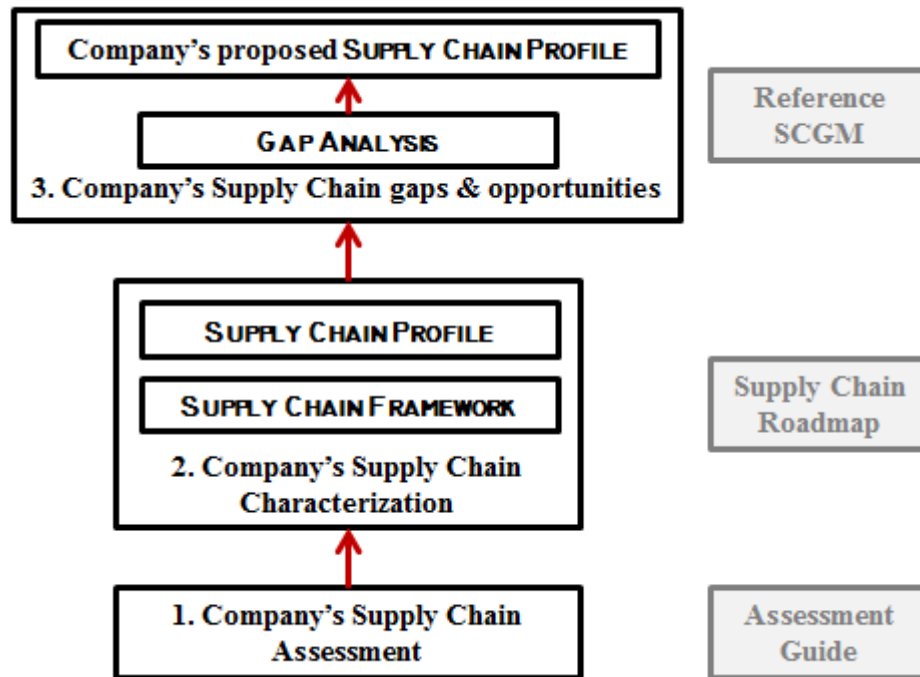 Company's proposed SUPPLY CHAIN PROFILE
GAP ANALYSIS
3. Company's Supply Chain gaps & opportunities
Reference
SCGM
SUPPLY CHAIN PROFILE
SUPPLY CHAIN FRAMEWORK
2. Company's Supply Chain
Characterization
Supply Chain
Roadmap
1. Company's Supply Chain
Assessment
Assessment
Guide